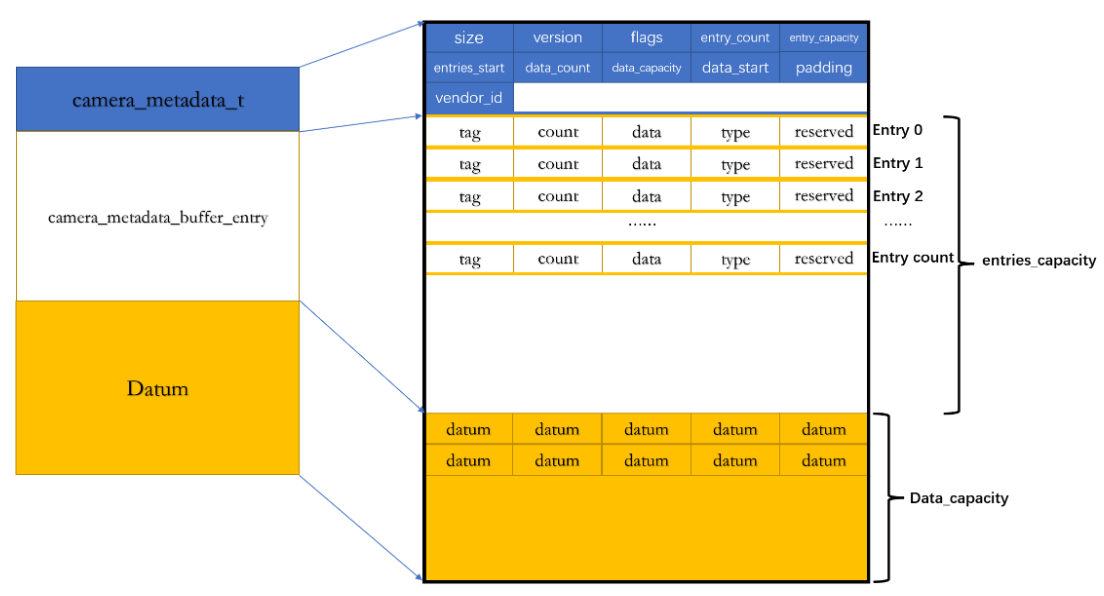 size version flags entry_count entry_capacity
entries_start data_count data_capacity data_start padding
camera_metadata_t
vendor_id
tag count data type reserved Entry 0
tag count data type reserved Entry 1
tag count data type reserved Entry 2
camera_metadata_buffer_entry
...... ......
tag count data type reserved Entry count
entries_capacity
Datum
datum datum datum datum datum
datum datum datum datum datum
Data_capacity